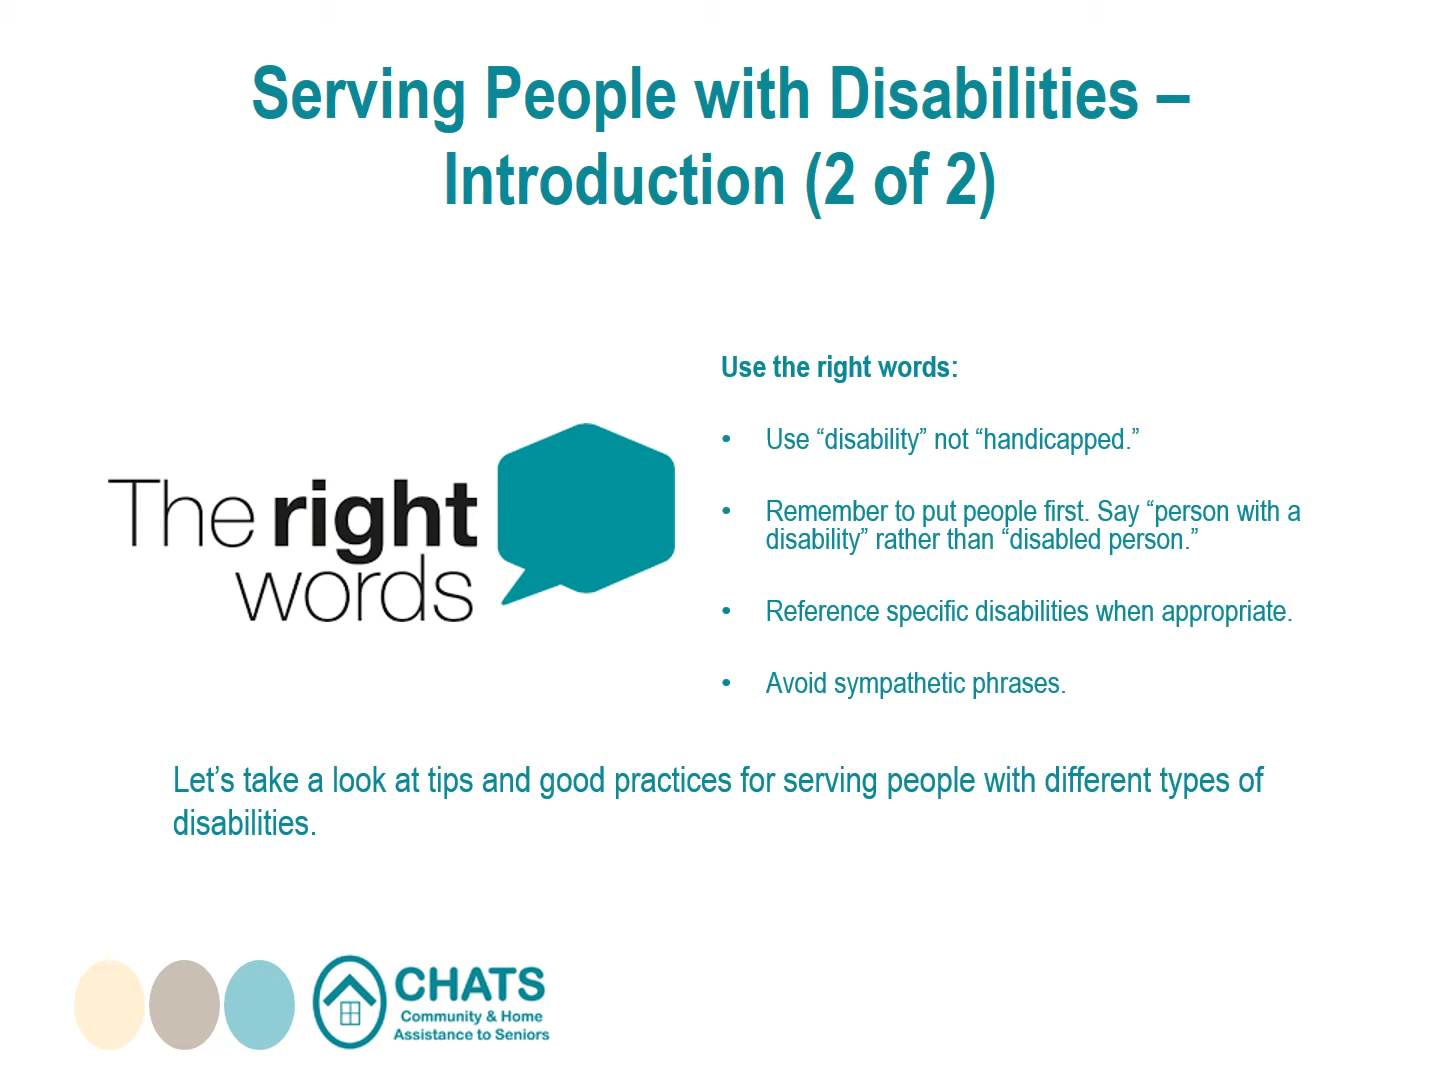 Serving People with Disabilities –
Introduction (2 of 2)
The right
words
Use the right words:
• Use “disability” not “handicapped.”
• Remember to put people first. Say “person with a
disability” rather than “disabled person.”
• Reference specific disabilities when appropriate.
• Avoid sympathetic phrases.
Let’s take a look at tips and good practices for serving people with different types of
disabilities.
CHATS
Community & Home
Assistance to Seniors